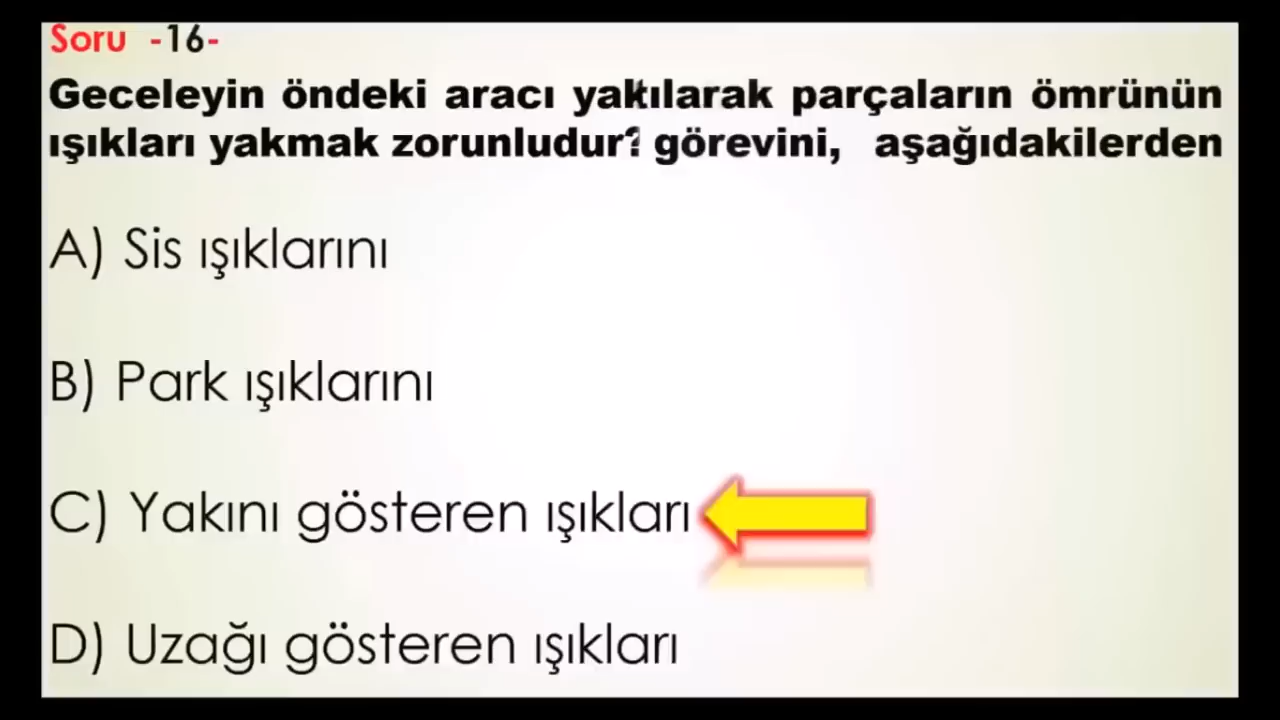 Soru -16-
Geceleyin öndeki aracı yakılarak parçaların ömrünün
ışıkları yakmak zorunludur? görevini, aşağıdakilerden
A) Sis ışıklarını
B) Park ışıklarını
C) Yakını gösteren ışıkları
D) Uzağı gösteren ışıkları